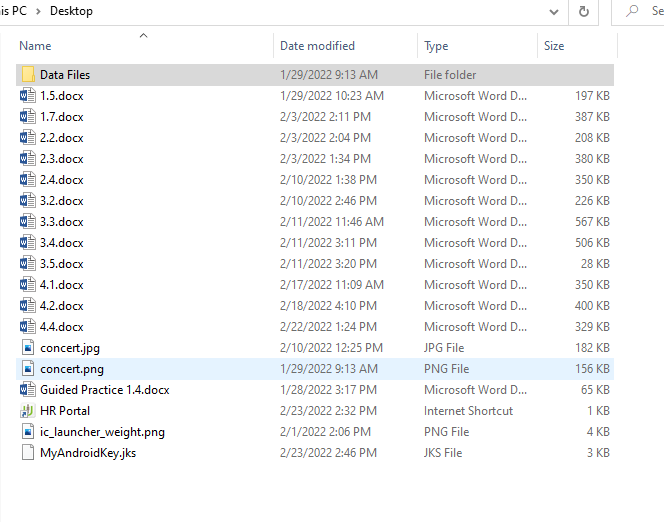 is PC > Desktop Se
Name Date modified Type Size
Data Files 1/29/2022 9:13 AM File folder
1.5.docx 1/29/2022 10:23 AM Microsoft Word D... 197 KB
1.7.docx 2/3/2022 2:11 PM Microsoft Word D... 387 KB
2.2.docx 2/3/2022 2:04 PM Microsoft Word D... 208 KB
2.3.docx 2/3/2022 1:34 PM Microsoft Word D... 380 KB
2.4.docx 2/10/2022 1:38 PM Microsoft Word D... 350 KB
3.2.docx 2/10/2022 2:46 PM Microsoft Word D... 226 KB
3.3.docx 2/11/2022 11:46 AM Microsoft Word D... 567 KB
3.4.docx 2/11/2022 3:11 PM Microsoft Word D... 506 KB
3.5.docx 2/11/2022 3:20 PM Microsoft Word D... 28 KB
4.1.docx 2/17/2022 11:09 AM Microsoft Word D... 350 KB
4.2.docx 2/18/2022 4:10 PM Microsoft Word D... 400 KB
4.4.docx 2/22/2022 1:24 PM Microsoft Word D... 329 KB
concert.jpg 2/10/2022 12:25 PM JPG File 182 KB
concert.png 1/29/2022 9:13 AM PNG File 156 KB
Guided Practice 1.4.docx 1/28/2022 3:17 PM Microsoft Word D... 65 KB
HR Portal 2/23/2022 2:32 PM Internet Shortcut 1 KB
ic_launcher_weight.png 2/1/2022 2:06 PM PNG File 4 KB
MyAndroidKey.jks 2/23/2022 2:46 PM JKS File 3 KB